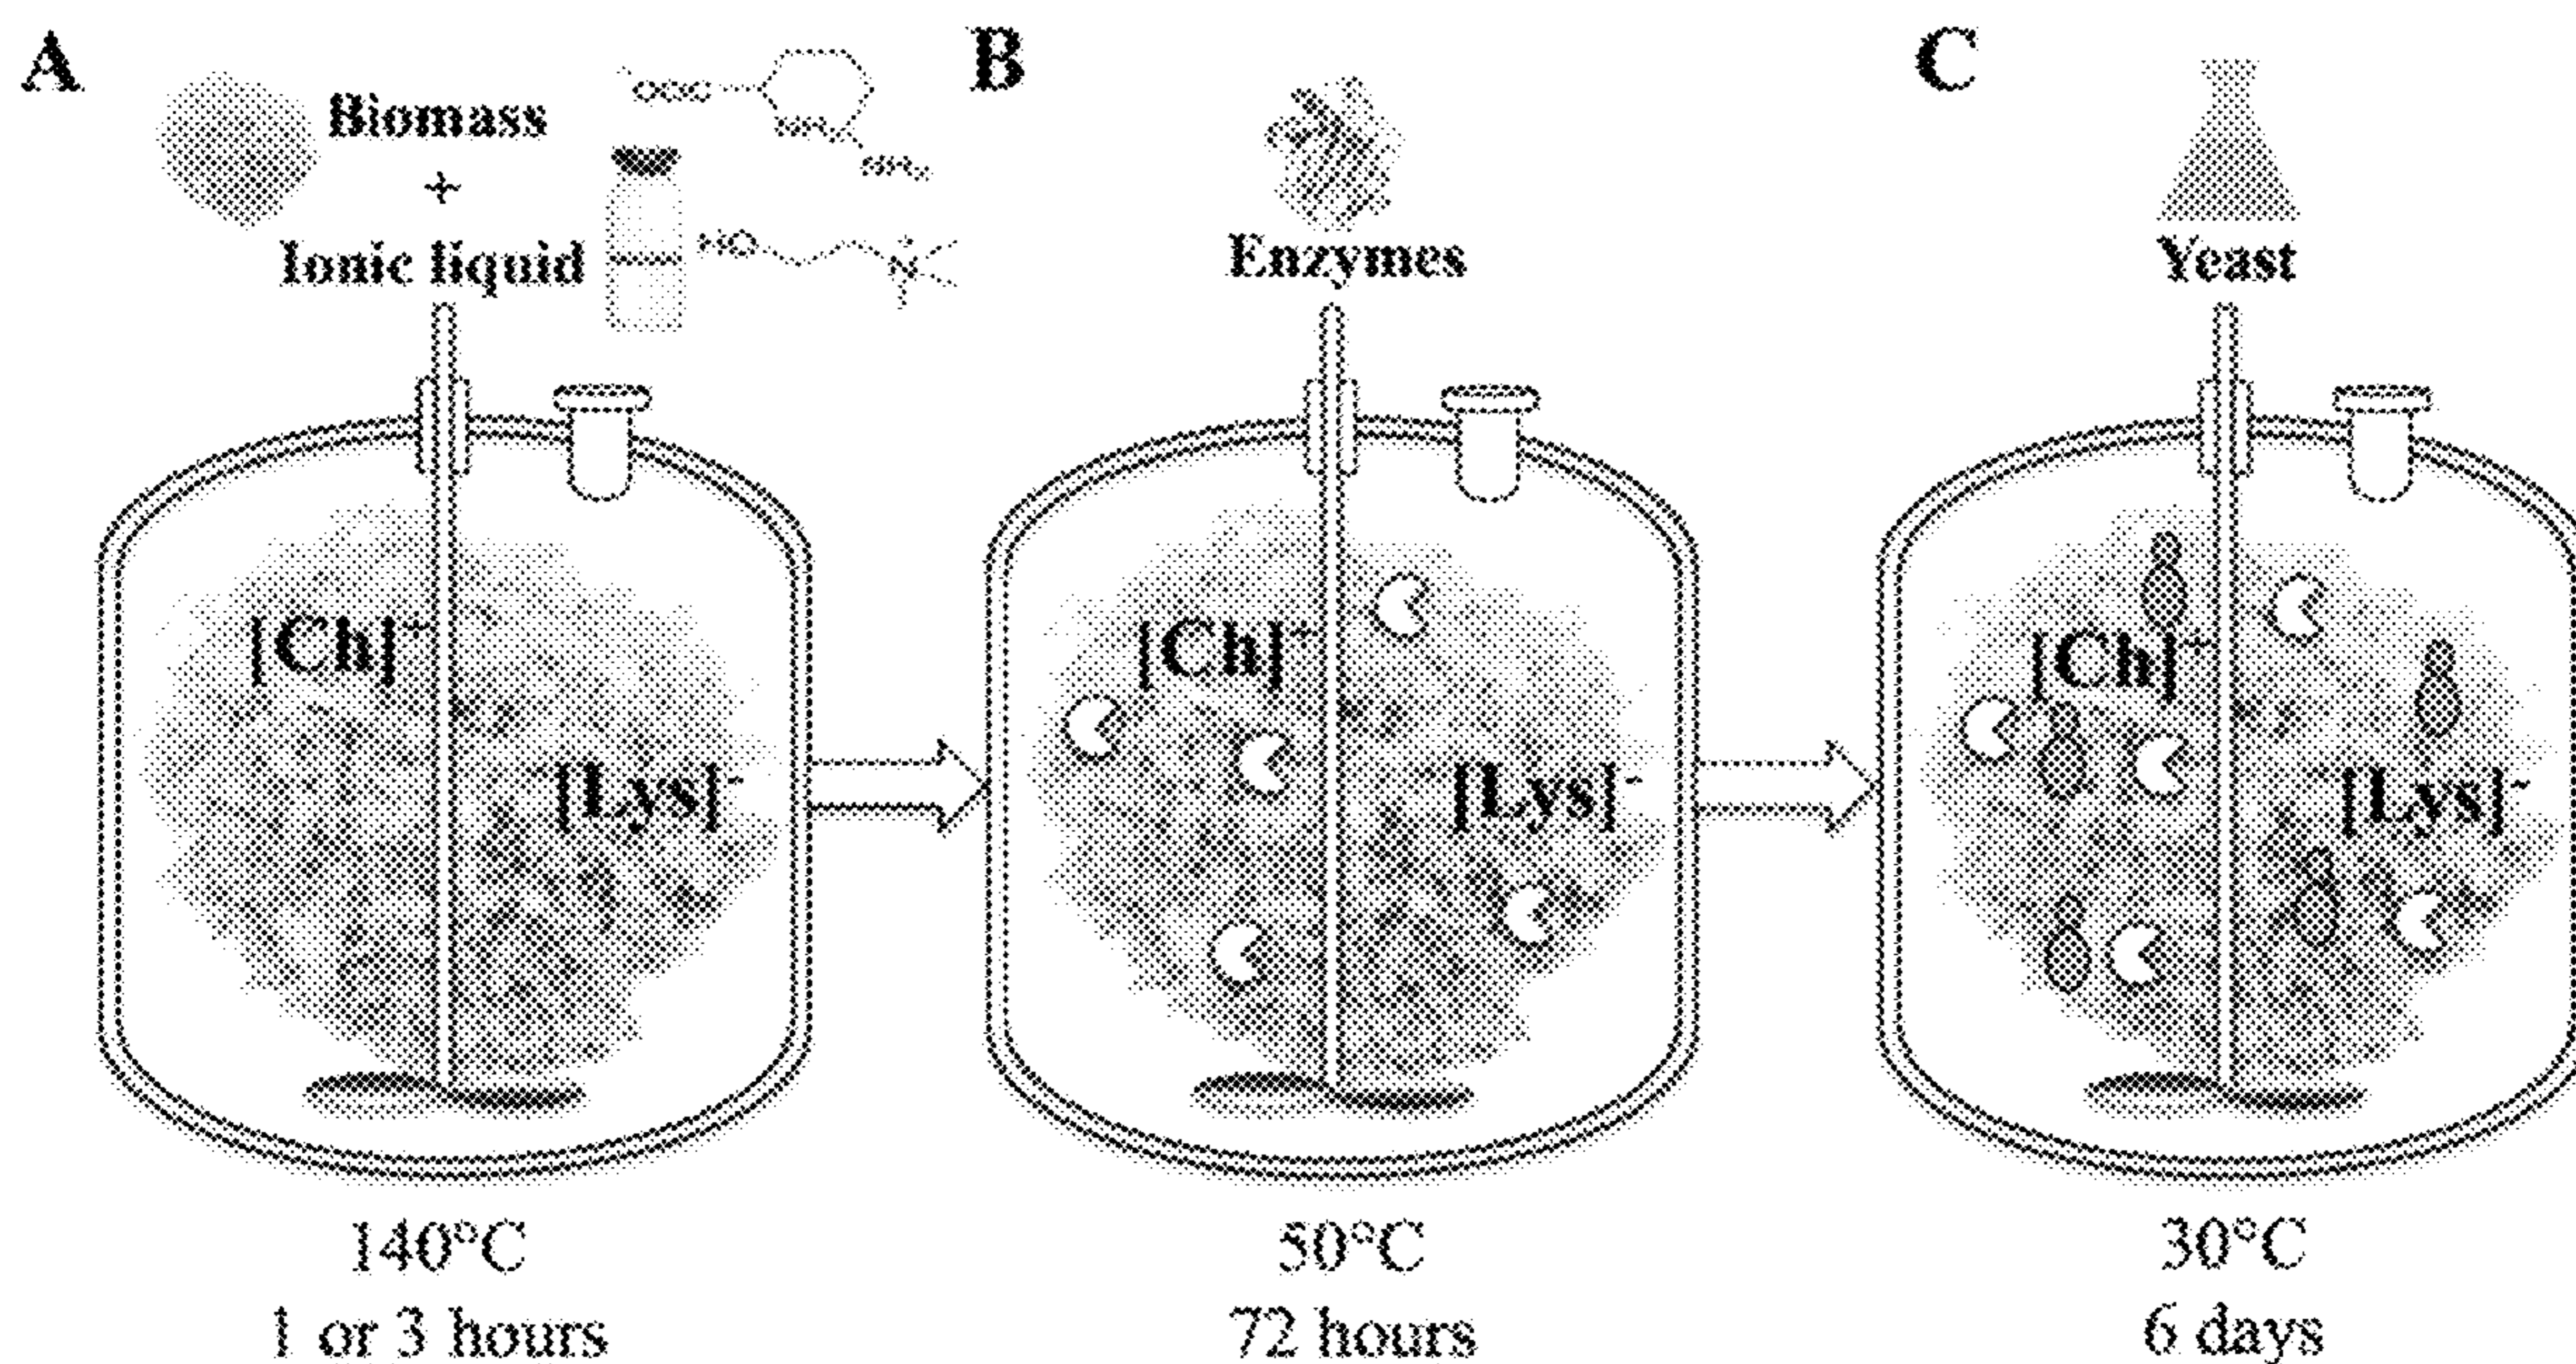 A
Biomass
+
Ionic liquid
HO
N
[Ch]+
[Lys]-
140°C
1 or 3 hours
B
Enzymes
[Ch]+
[Lys]-
50°C
72 hours
C
Yeast
[Ch]+
[Lys]-
30°C
6 days